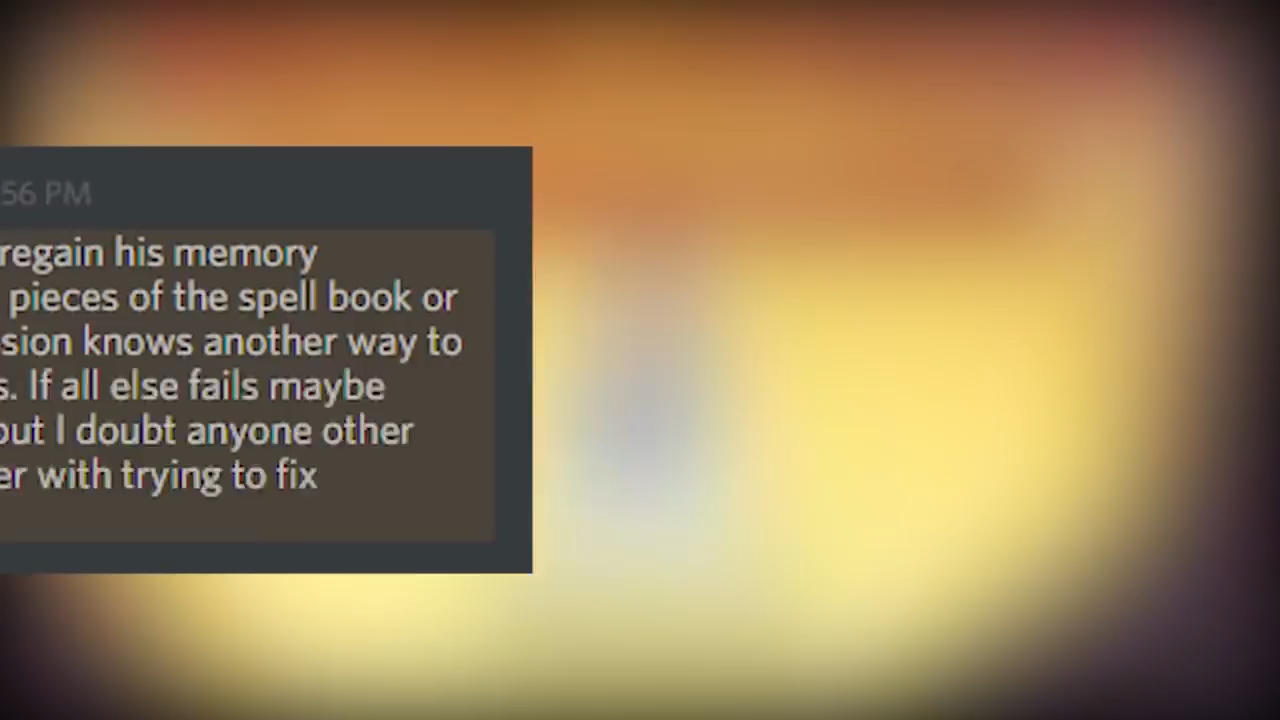 56 PM
regain his memory
pieces of the spell book or
sion knows another way to
s. If all else fails maybe
out I doubt anyone other
er with trying to fix